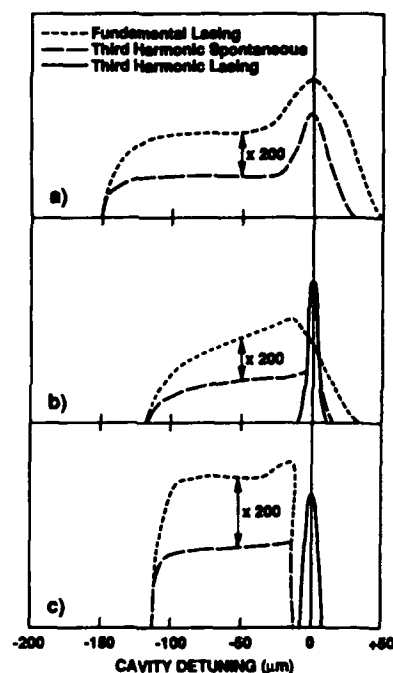 Fundamental Lasing
Third Harmonic Spontaneous
Third Harmonic Lasing
x 200
a)
x 200
b)
x 200
c)
-200 -150 -100 -50 0 +50
CAVITY DETUNING (μm)